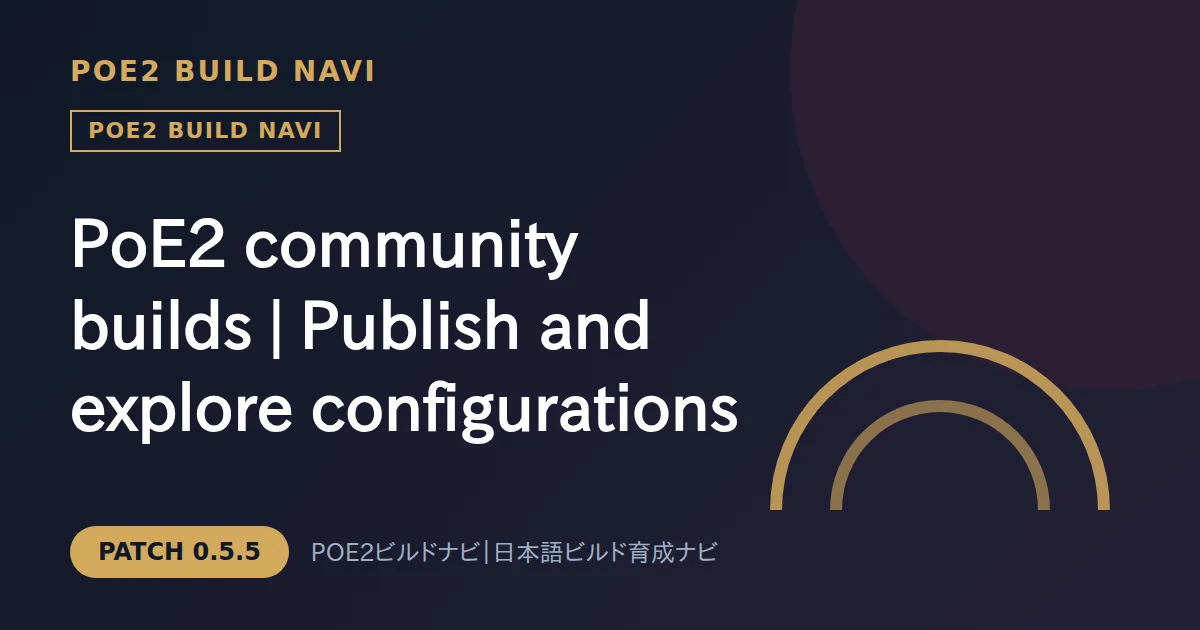 POE2 BUILD NAVI
POE2 BUILD NAVI
PoE2 community
builds | Publish and
explore configurations
PATCH 0.5.5
POE2ビルドナビ|日本語ビルド育成ナビ